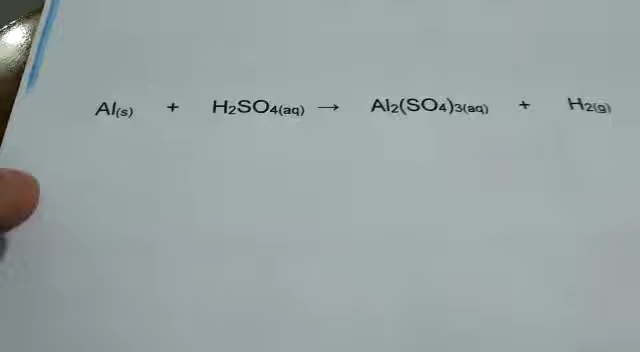 Al(s) + H2SO4(aq) → Al2(SO4)3(aq) + H2(g)